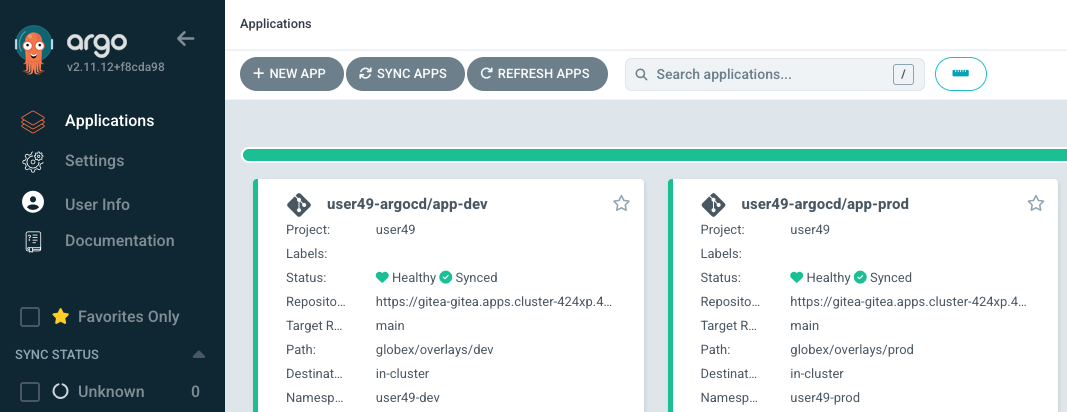 argo
v2.11.12+f8cda98
Applications
Settings
User Info
Documentation
Favorites Only
SYNC STATUS
Unknown 0
Applications
NEW APP SYNC APPS REFRESH APPS Search applications... /
user49-argocd/app-dev
Project: user49
Labels:
Status: Healthy Synced
Reposito... https://gitea-gitea.apps.cluster-424xp.4...
Target R... main
Path: globex/overlays/dev
Destinat... in-cluster
Namesp... user49-dev
user49-argocd/app-prod
Project: user49
Labels:
Status: Healthy Synced
Reposito... https://gitea-gitea.apps.cluster-424xp.4...
Target R... main
Path: globex/overlays/prod
Destinat... in-cluster
Namesp... user49-prod